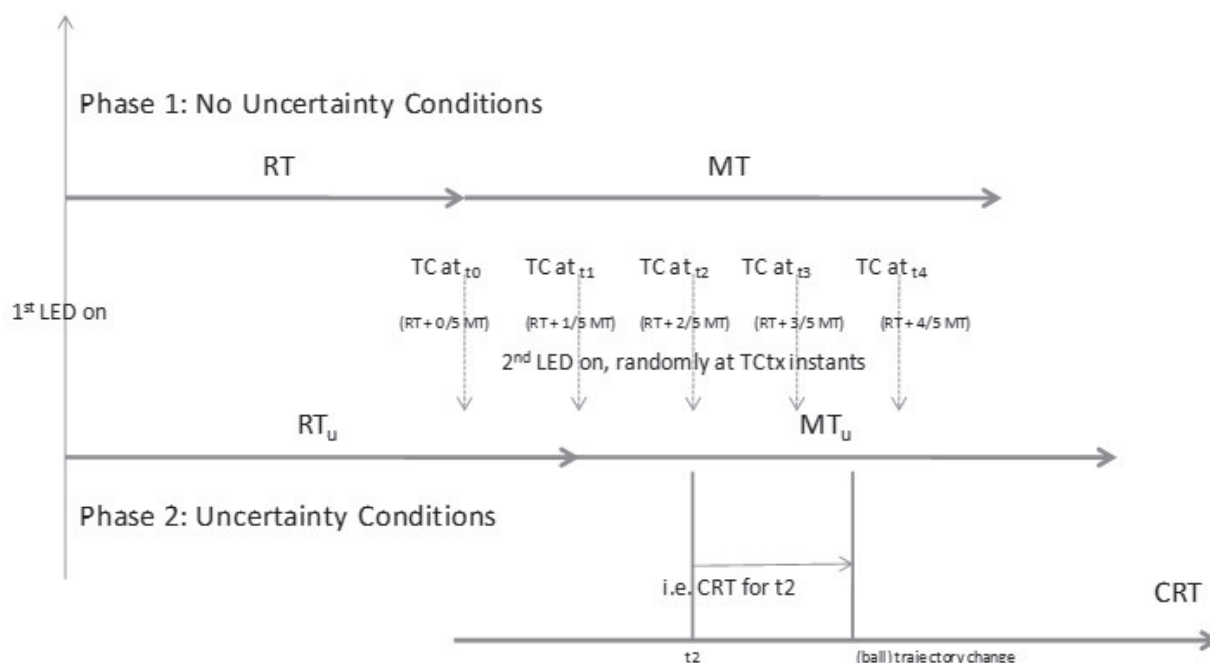 Phase 1: No Uncertainty Conditions
RT MT
TC at t0 TC at t1 TC at t2 TC at t3 TC at t4
1st LED on
(RT + 0/5 MT) (RT + 1/5 MT) (RT + 2/5 MT) (RT + 3/5 MT) (RT + 4/5 MT)
2nd LED on, randomly at TCtx instants
RTu MTu
Phase 2: Uncertainty Conditions
i.e. CRT for t2
CRT
t2 (ball) trajectory change